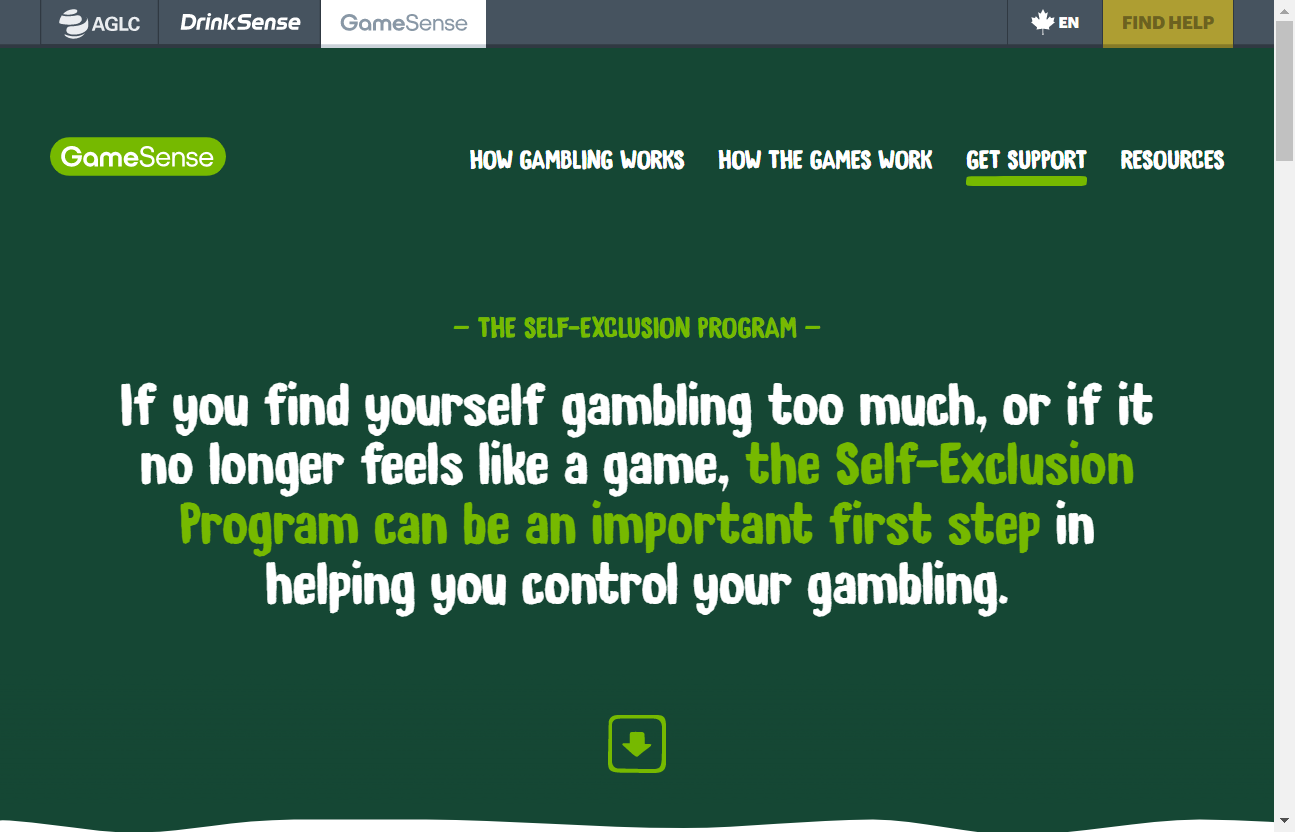 AGLC
DrinkSense
GameSense
EN
FIND HELP
GameSense
HOW GAMBLING WORKS
HOW THE GAMES WORK
GET SUPPORT
RESOURCES
– THE SELF-EXCLUSION PROGRAM –
If you find yourself gambling too much, or if it
no longer feels like a game, the Self-Exclusion
Program can be an important first step in
helping you control your gambling.